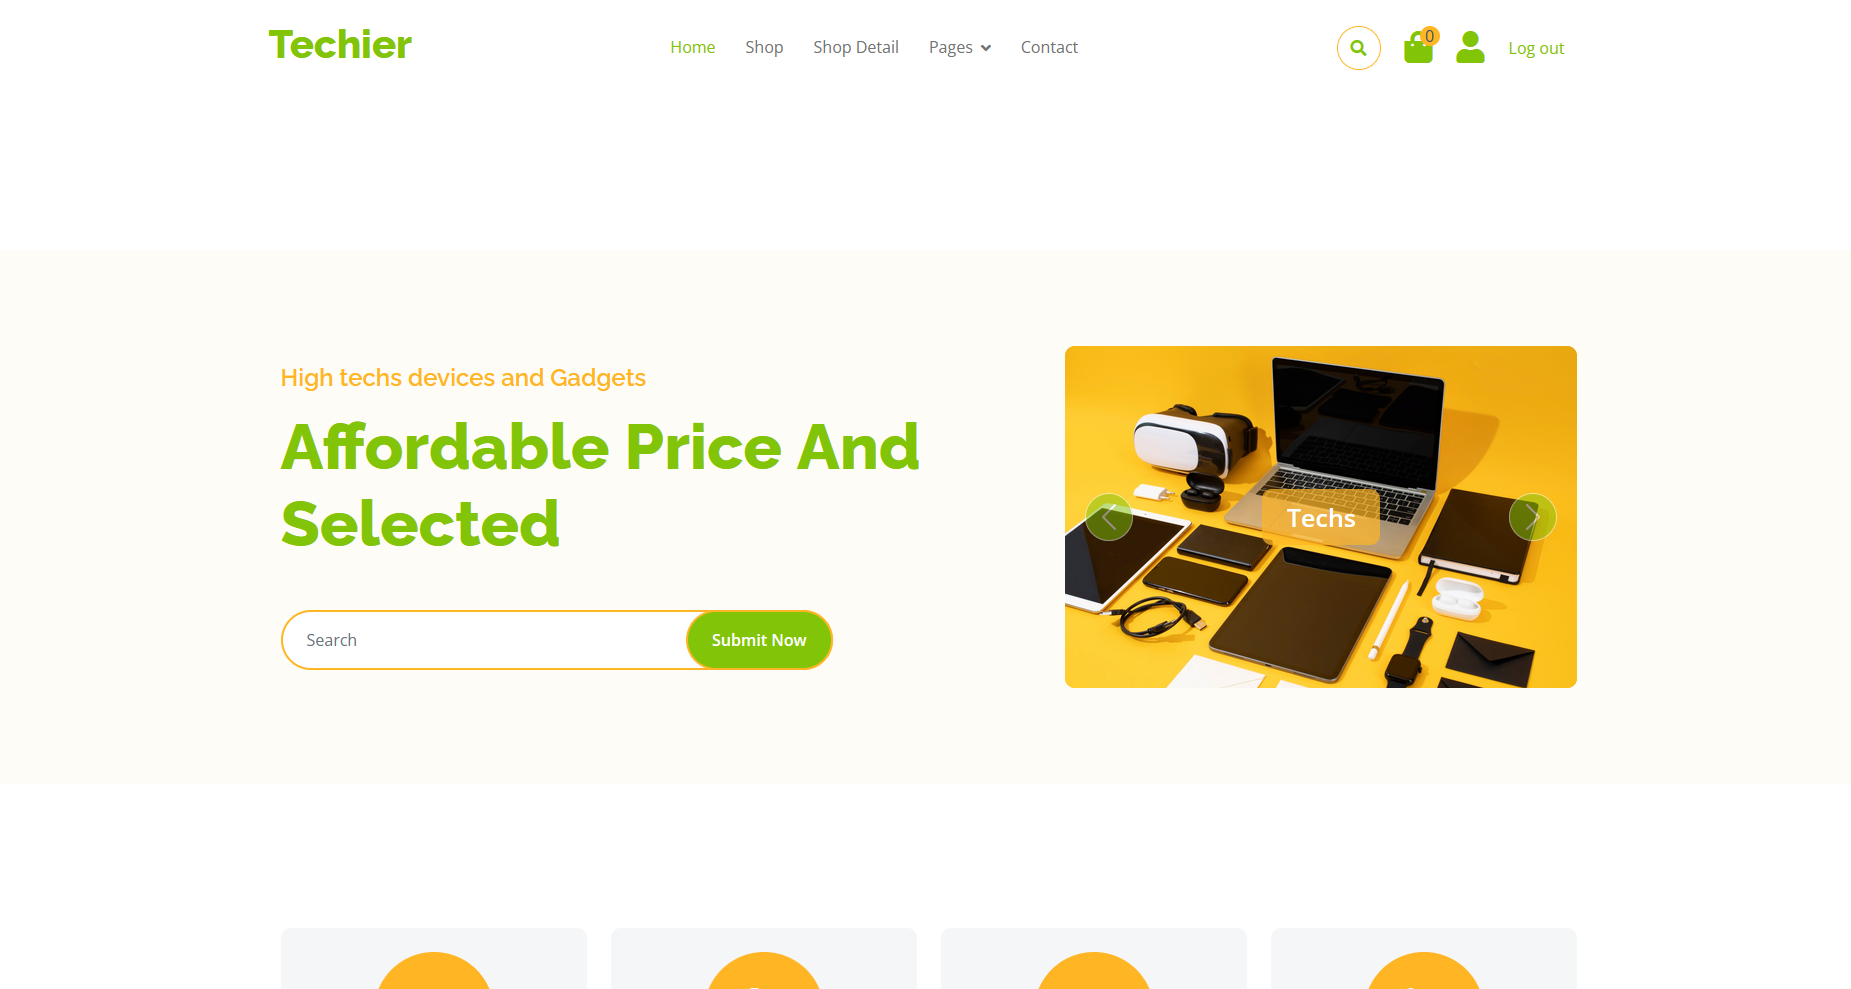 Techier
Home
Shop
Shop Detail
Pages
Contact
0
Log out
High techs devices and Gadgets
Affordable Price And
Selected
Search
Submit Now
Techs